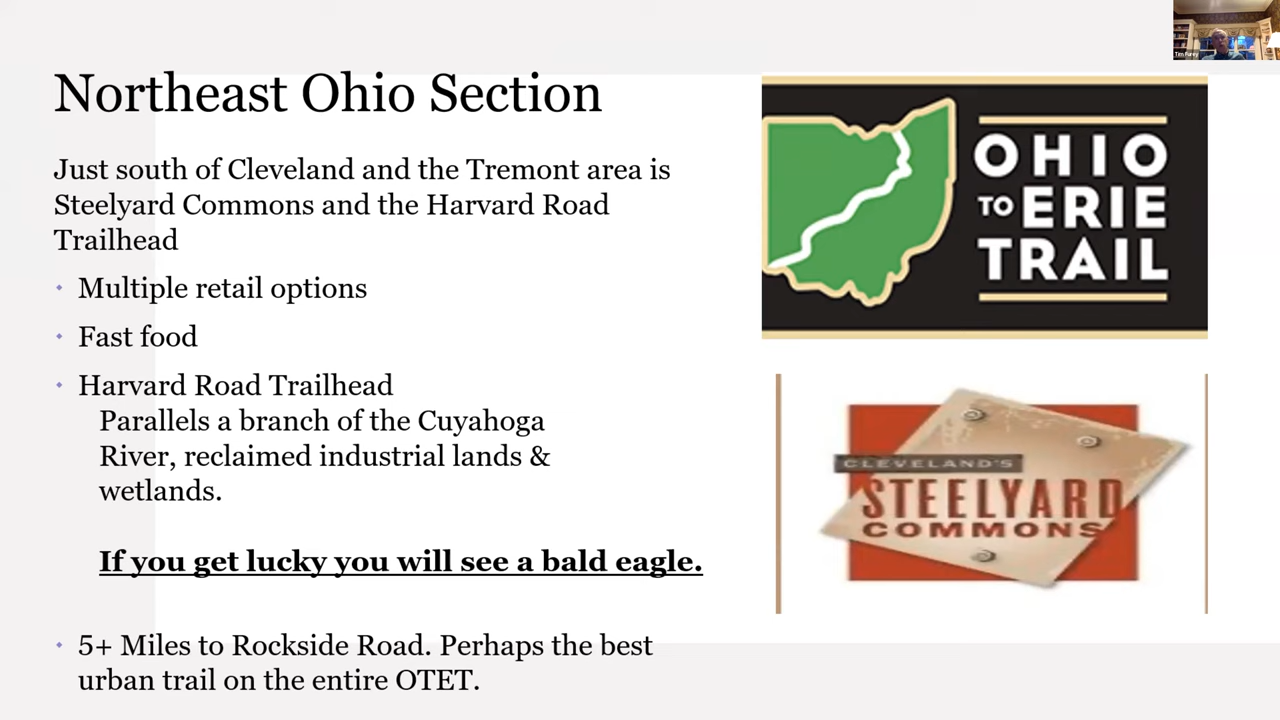 Tim Furey
Northeast Ohio Section
Just south of Cleveland and the Tremont area is
Steelyard Commons and the Harvard Road
Trailhead
Multiple retail options
Fast food
Harvard Road Trailhead
Parallels a branch of the Cuyahoga
River, reclaimed industrial lands &
wetlands.
If you get lucky you will see a bald eagle.
5+ Miles to Rockside Road. Perhaps the best
urban trail on the entire OTET.
OHIO
TO ERIE
TRAIL
CLEVELAND'S
STEELYARD
COMMONS